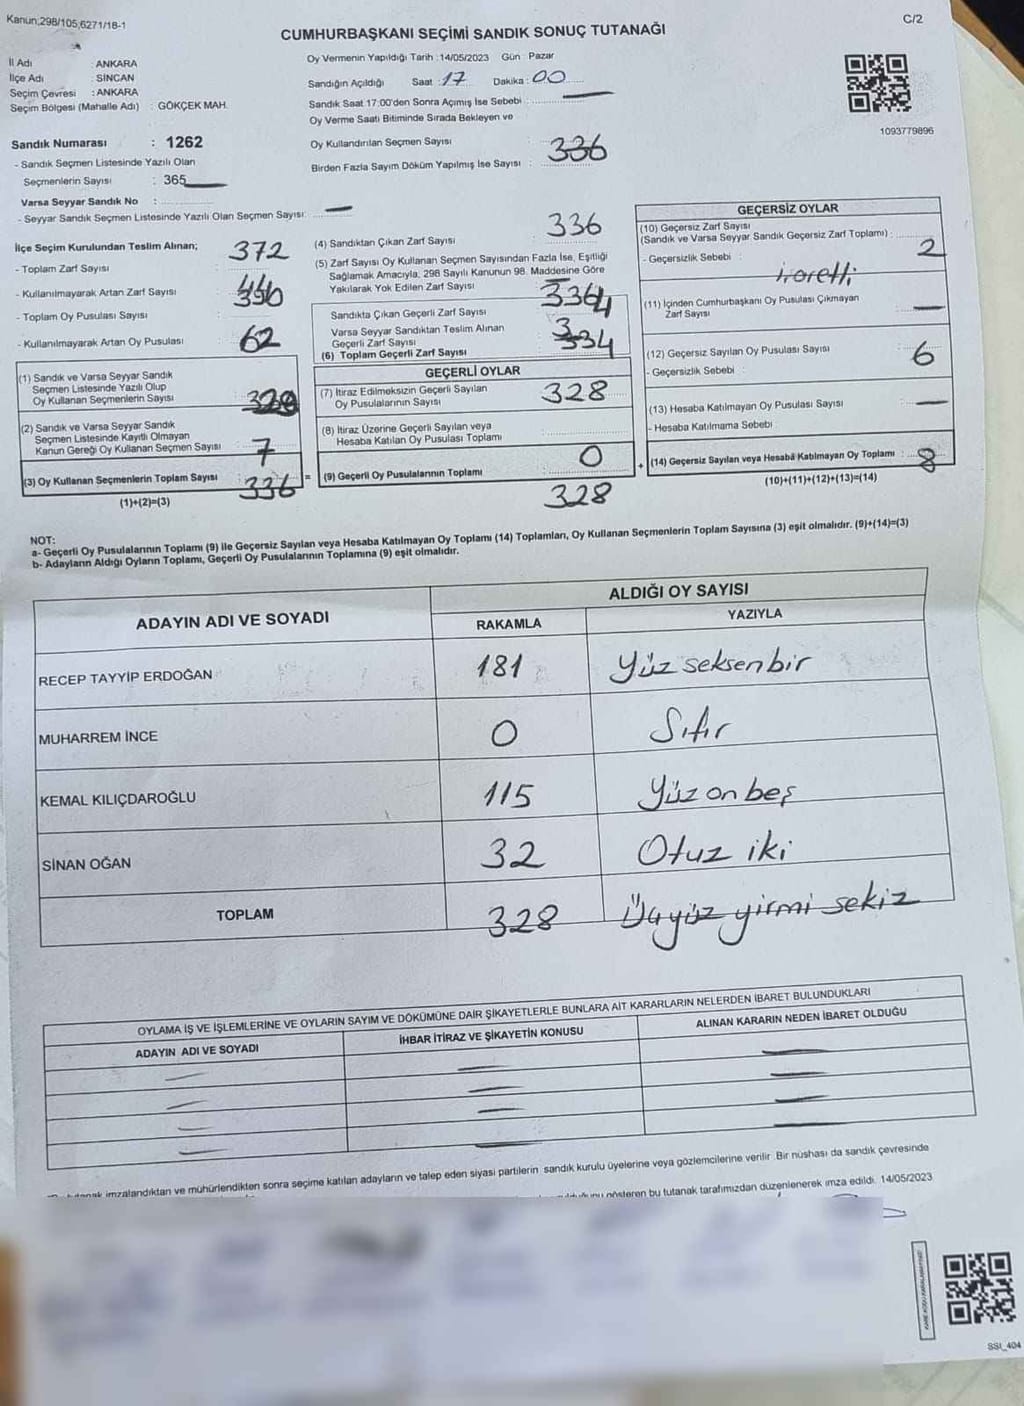 Kanun;298/105,6271/18-1
C/2
CUMHURBAŞKANI SEÇİMİ SANDIK SONUÇ TUTANAĞI
İl Adı : ANKARA
İlçe Adı : SİNCAN
Seçim Çevresi : ANKARA
Seçim Bölgesi (Mahalle Adı) : GÖKÇEK MAH.
Sandık Numarası : 1262
- Sandık Seçmen Listesinde Yazılı Olan
Seçmenlerin Sayısı : 365
Varsa Seyyar Sandık No :
- Seyyar Sandık Seçmen Listesinde Yazılı Olan Seçmen Sayısı:
Oy Vermenin Yapıldığı Tarih :14/05/2023 Gün Pazar
Sandığın Açıldığı Saat : 17 Dakika : 00
Sandık Saat 17:00'den Sonra Açımış İse Sebebi :
Oy Verme Saati Bitiminde Sırada Bekleyen ve
Oy Kullandırılan Seçmen Sayısı :
Birden Fazla Sayım Döküm Yapılmış İse Sayısı : 336
1093779896
İlçe Seçim Kurulundan Teslim Alınan;
- Toplam Zarf Sayısı : 372
- Kullanılmayarak Artan Zarf Sayısı :
- Toplam Oy Pusulası Sayısı :
- Kullanılmayarak Artan Oy Pusulası : 62
(1) Sandık ve Varsa Seyyar Sandık
Seçmen Listesinde Yazılı Olup
Oy Kullanan Seçmenlerin Sayısı
(2) Sandık ve Varsa Seyyar Sandık
Seçmen Listesinde Kayıtlı Olmayan
Kanun Gereği Oy Kullanan Seçmen Sayısı 7
(3) Oy Kullanan Seçmenlerin Toplam Sayısı : 336
(1)+(2)=(3)
(4) Sandıktan Çıkan Zarf Sayısı : 336
(5) Zarf Sayısı Oy Kullanan Seçmen Sayısından Fazla İse, Eşitliği
Sağlamak Amacıyla, 298 Sayılı Kanunun 98. Maddesine Göre
Yakılarak Yok Edilen Zarf Sayısı :
Sandıkta Çıkan Geçerli Zarf Sayısı
Varsa Seyyar Sandıktan Teslim Alınan
Geçerli Zarf Sayısı
(6) Toplam Geçerli Zarf Sayısı 334
GEÇERLİ OYLAR
(7) İtiraz Edilmeksizin Geçerli Sayılan
Oy Pusulalarının Sayısı 328
(8) İtiraz Üzerine Geçerli Sayılan veya
Hesaba Katılan Oy Pusulası Toplamı
0
=
(9) Geçerli Oy Pusulalarının Toplamı
328
GEÇERSİZ OYLAR
(10) Geçersiz Zarf Sayısı
(Sandık ve Varsa Seyyar Sandık Geçersiz Zarf Toplamı) : 2
- Geçersizlik Sebebi :
(11) İçinden Cumhurbaşkanı Oy Pusulası Çıkmayan
Zarf Sayısı
(12) Geçersiz Sayılan Oy Pusulası Sayısı : 6
- Geçersizlik Sebebi :
(13) Hesaba Katılmayan Oy Pusulası Sayısı :
- Hesaba Katılmama Sebebi :
+
(14) Geçersiz Sayılan veya Hesaba Katılmayan Oy Toplamı : 8
(10)+(11)+(12)+(13)=(14)
NOT:
a- Geçerli Oy Pusulalarının Toplamı (9) ile Geçersiz Sayılan veya Hesaba Katılmayan Oy Toplamı (14) Toplamları, Oy Kullanan Seçmenlerin Toplam Sayısına (3) eşit olmalıdır. (9)+(14)=(3)
b- Adayların Aldığı Oyların Toplamı, Geçerli Oy Pusulalarının Toplamına (9) eşit olmalıdır.
ADAYIN ADI VE SOYADI
ALDIĞI OY SAYISI
RAKAMLA YAZIYLA
RECEP TAYYİP ERDOĞAN 181 Yüz seksen bir
MUHARREM İNCE 0 Sıfır
KEMAL KILIÇDAROĞLU 115 Yüz on beş
SİNAN OĞAN 32 Otuz iki
TOPLAM 328 Üçyüz yirmi sekiz
OYLAMA İŞ VE İŞLEMLERİNE VE OYLARIN SAYIM VE DÖKÜMÜNE DAİR ŞİKAYETLERLE BUNLARA AİT KARARLARIN NELERDEN İBARET BULUNDUKLARI
ADAYIN ADI VE SOYADI İHBAR İTİRAZ VE ŞİKAYETİN KONUSU ALINAN KARARIN NEDEN İBARET OLDUĞU
imzalandıktan ve mühürlendikten sonra seçime katılan adayların ve talep eden siyasi partilerin sandık kurulu üyelerine veya gözlemcilerine verilir. Bir nüshası da sandık çevresinde
gösteren bu tutanak tarafımızdan düzenlenerek imza edildi. 14/05/2023
SSI_404